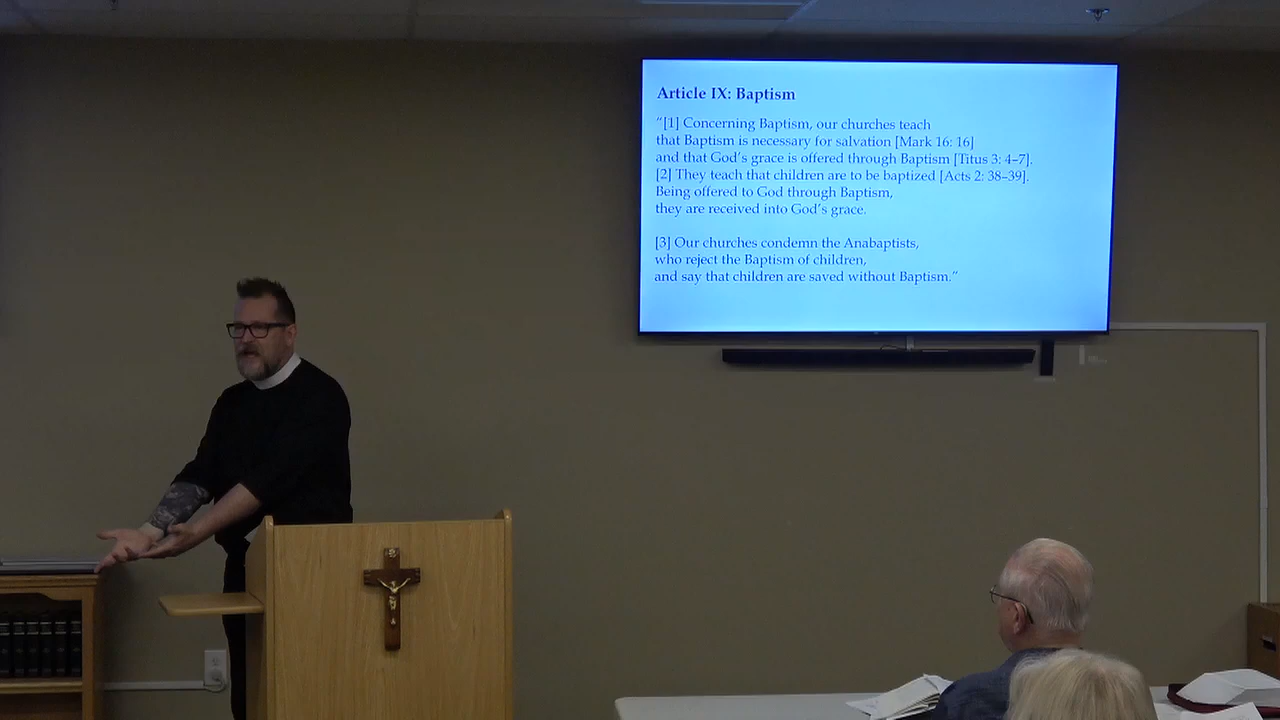 Article IX: Baptism
"[1] Concerning Baptism, our churches teach
that Baptism is necessary for salvation [Mark 16: 16]
and that God's grace is offered through Baptism [Titus 3: 4–7].
[2] They teach that children are to be baptized [Acts 2: 38–39].
Being offered to God through Baptism,
they are received into God's grace.
[3] Our churches condemn the Anabaptists,
who reject the Baptism of children,
and say that children are saved without Baptism."